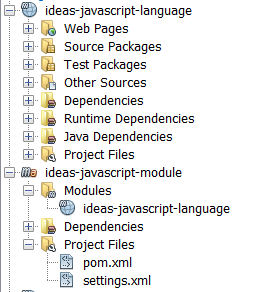 ideas-javascript-language
Web Pages
Source Packages
Test Packages
Other Sources
Dependencies
Runtime Dependencies
Java Dependencies
Project Files
ideas-javascript-module
Modules
ideas-javascript-language
Dependencies
Project Files
pom.xml
settings.xml